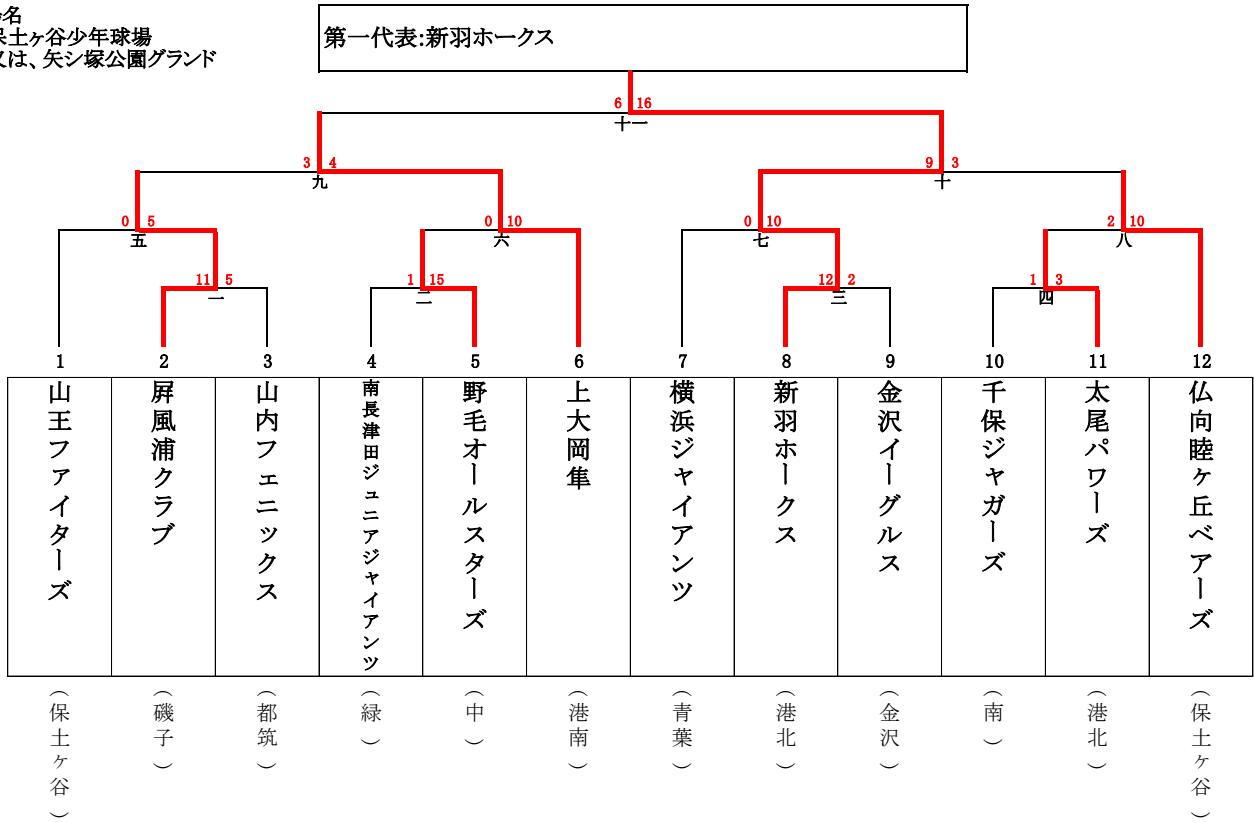 名
保土ヶ谷少年球場
又は、矢シ塚公園グランド
第一代表:新羽ホークス
6 16
十一
3 4
九
9 3
十
0 5
五
0 10
六
0 10
七
2 10
八
11 5
一
1 15
二
12 2
三
1 3
四
1 2 3 4 5 6 7 8 9 10 11 12
山王ファイターズ
屛風浦クラブ
山内フェニックス
南長津田ジュニアジャイアンツ
野毛オールスターズ
上大岡隼
横浜ジャイアンツ
新羽ホークス
金沢イーグルス
千保ジャガーズ
太尾パワーズ
仏向睦ヶ丘ベアーズ
(保土ヶ谷)
(磯子)
(都筑)
(緑)
(中)
(港南)
(青葉)
(港北)
(金沢)
(南)
(港北)
(保土ヶ谷)